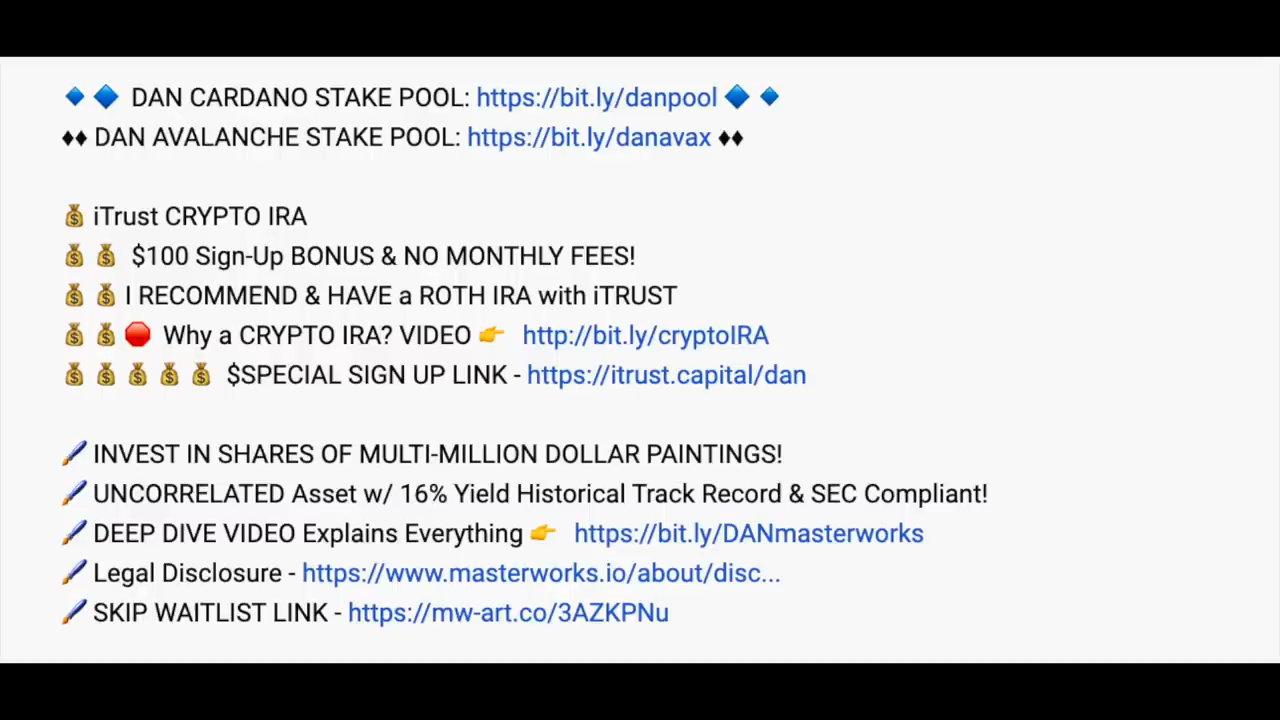 🔹🔷 DAN CARDANO STAKE POOL: https://bit.ly/danpool 🔷🔹
♦♦ DAN AVALANCHE STAKE POOL: https://bit.ly/danavax ♦♦
💰 iTrust CRYPTO IRA
💰💰 $100 Sign-Up BONUS & NO MONTHLY FEES!
💰💰 I RECOMMEND & HAVE a ROTH IRA with iTRUST
💰💰🛑 Why a CRYPTO IRA? VIDEO 👉 http://bit.ly/cryptoIRA
💰💰💰💰💰 $SPECIAL SIGN UP LINK - https://itrust.capital/dan
🖌️ INVEST IN SHARES OF MULTI-MILLION DOLLAR PAINTINGS!
🖌️ UNCORRELATED Asset w/ 16% Yield Historical Track Record & SEC Compliant!
🖌️ DEEP DIVE VIDEO Explains Everything 👉 https://bit.ly/DANmasterworks
🖌️ Legal Disclosure - https://www.masterworks.io/about/disc...
🖌️ SKIP WAITLIST LINK - https://mw-art.co/3AZKPNu